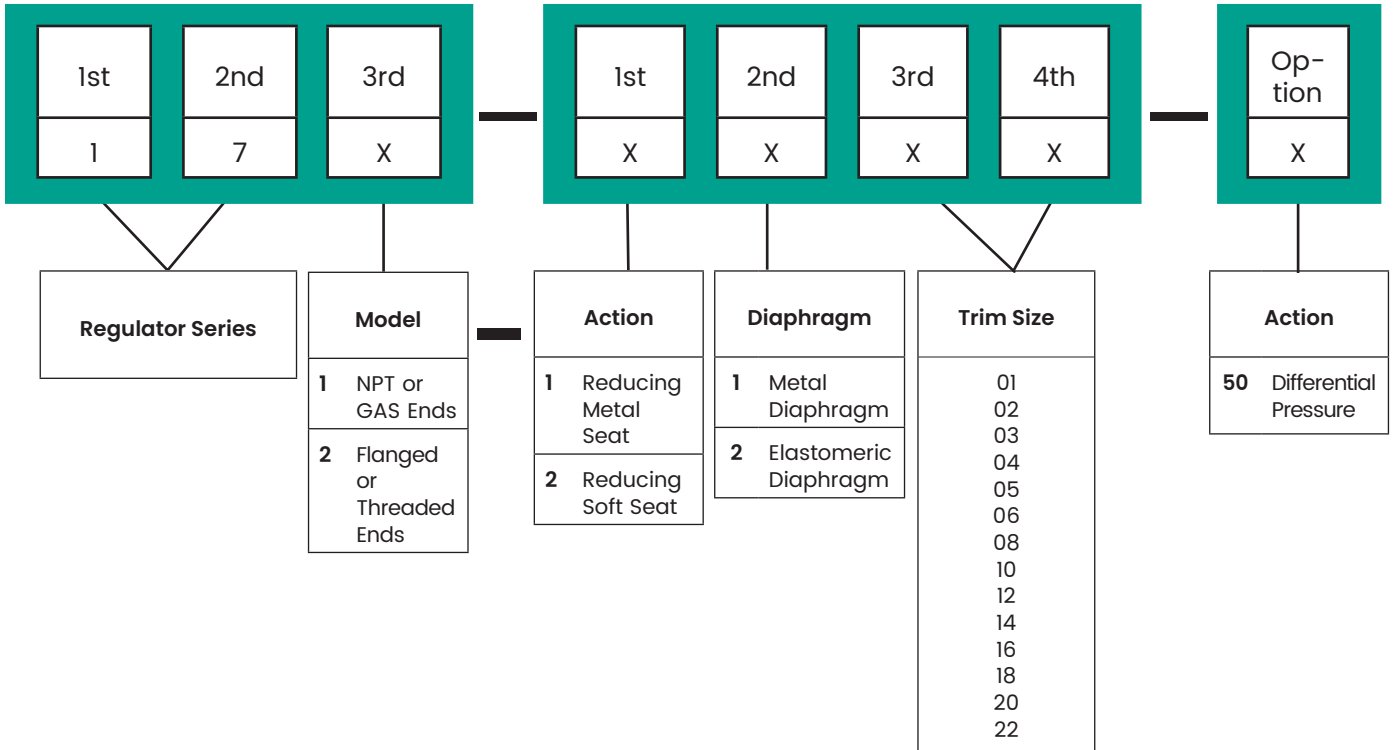 1st 2nd 3rd 1st 2nd 3rd 4th Op-
tion
1 7 X X X X X X
Regulator Series
Model
1 NPT or
GAS Ends
2 Flanged
or
Threaded
Ends
Action
1 Reducing
Metal
Seat
2 Reducing
Soft Seat
Diaphragm
1 Metal
Diaphragm
2 Elastomeric
Diaphragm
Trim Size
01
02
03
04
05
06
08
10
12
14
16
18
20
22
Action
50 Differential
Pressure